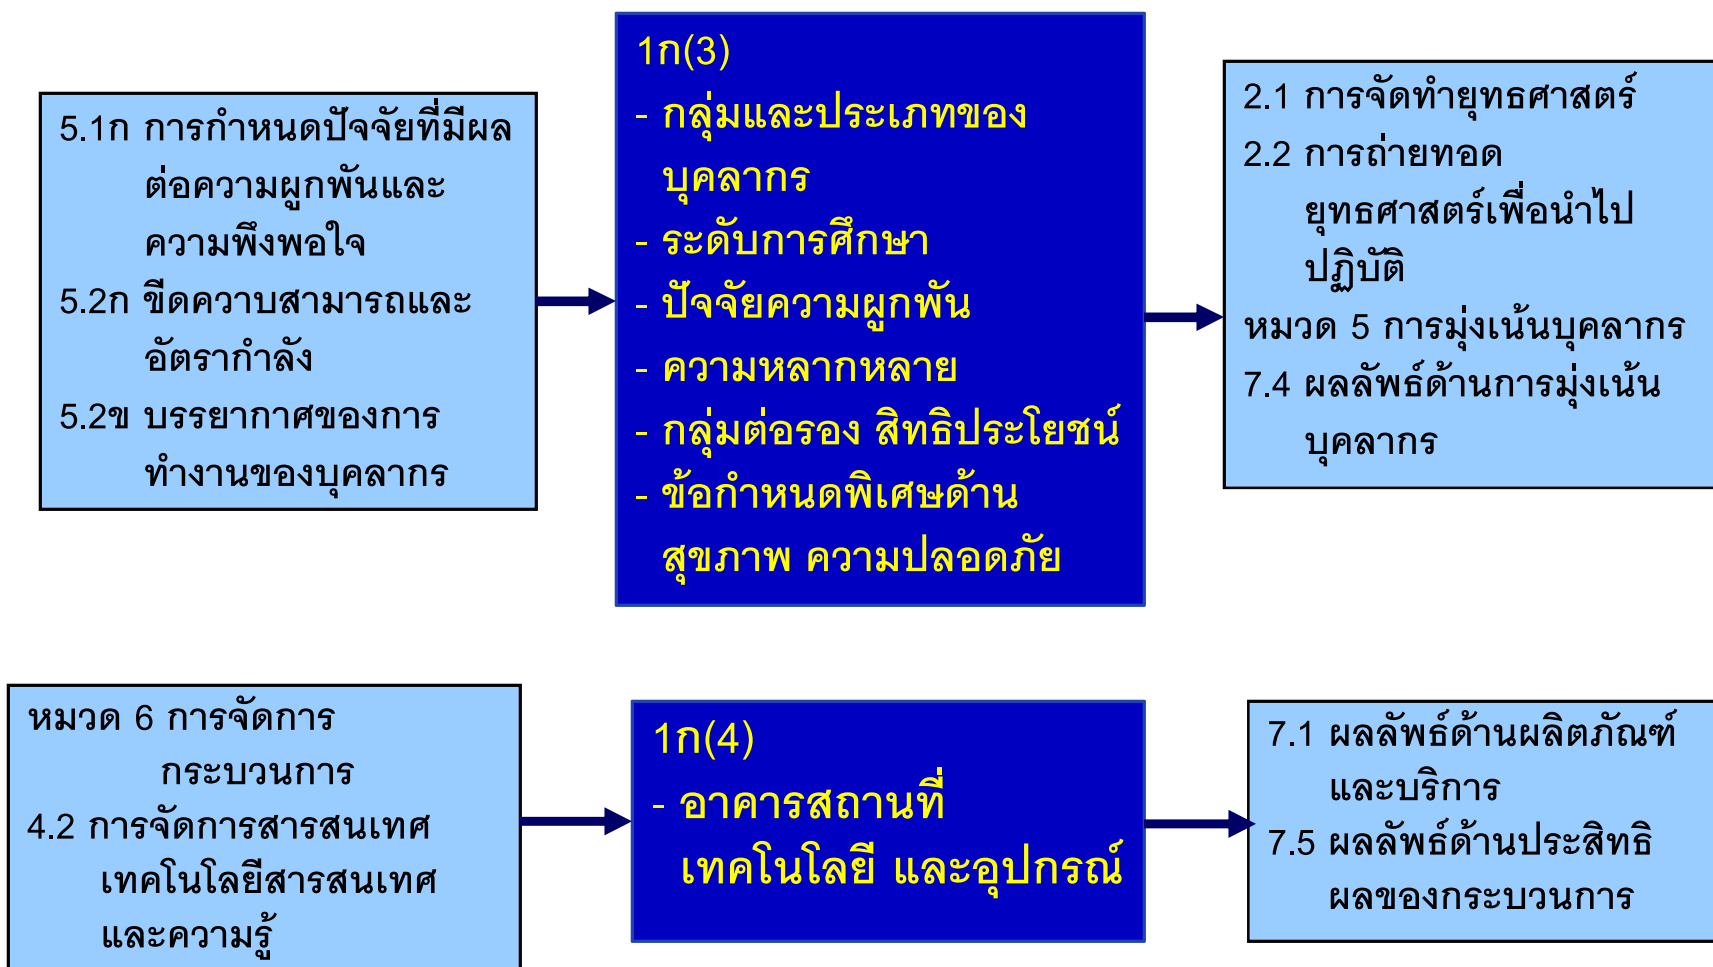 5.1ก การกำหนดปัจจัยที่มีผล
ต่อความผูกพันและ
ความพึงพอใจ
5.2ก ขีดควาบสามารถและ
อัตรากำลัง
5.2ข บรรยากาศของการ
ทำงานของบุคลากร
1ก(3)
- กลุ่มและประเภทของ
บุคลากร
- ระดับการศึกษา
- ปัจจัยความผูกพัน
- ความหลากหลาย
- กลุ่มต่อรอง สิทธิประโยชน์
- ข้อกำหนดพิเศษด้าน
สุขภาพ ความปลอดภัย
2.1 การจัดทำยุทธศาสตร์
2.2 การถ่ายทอด
ยุทธศาสตร์เพื่อนำไป
ปฏิบัติ
หมวด 5 การมุ่งเน้นบุคลากร
7.4 ผลลัพธ์ด้านการมุ่งเน้น
บุคลากร
หมวด 6 การจัดการ
กระบวนการ
4.2 การจัดการสารสนเทศ
เทคโนโลยีสารสนเทศ
และความรู้
1ก(4)
- อาคารสถานที่
เทคโนโลยี และอุปกรณ์
7.1 ผลลัพธ์ด้านผลิตภัณฑ์
และบริการ
7.5 ผลลัพธ์ด้านประสิทธิ
ผลของกระบวนการ